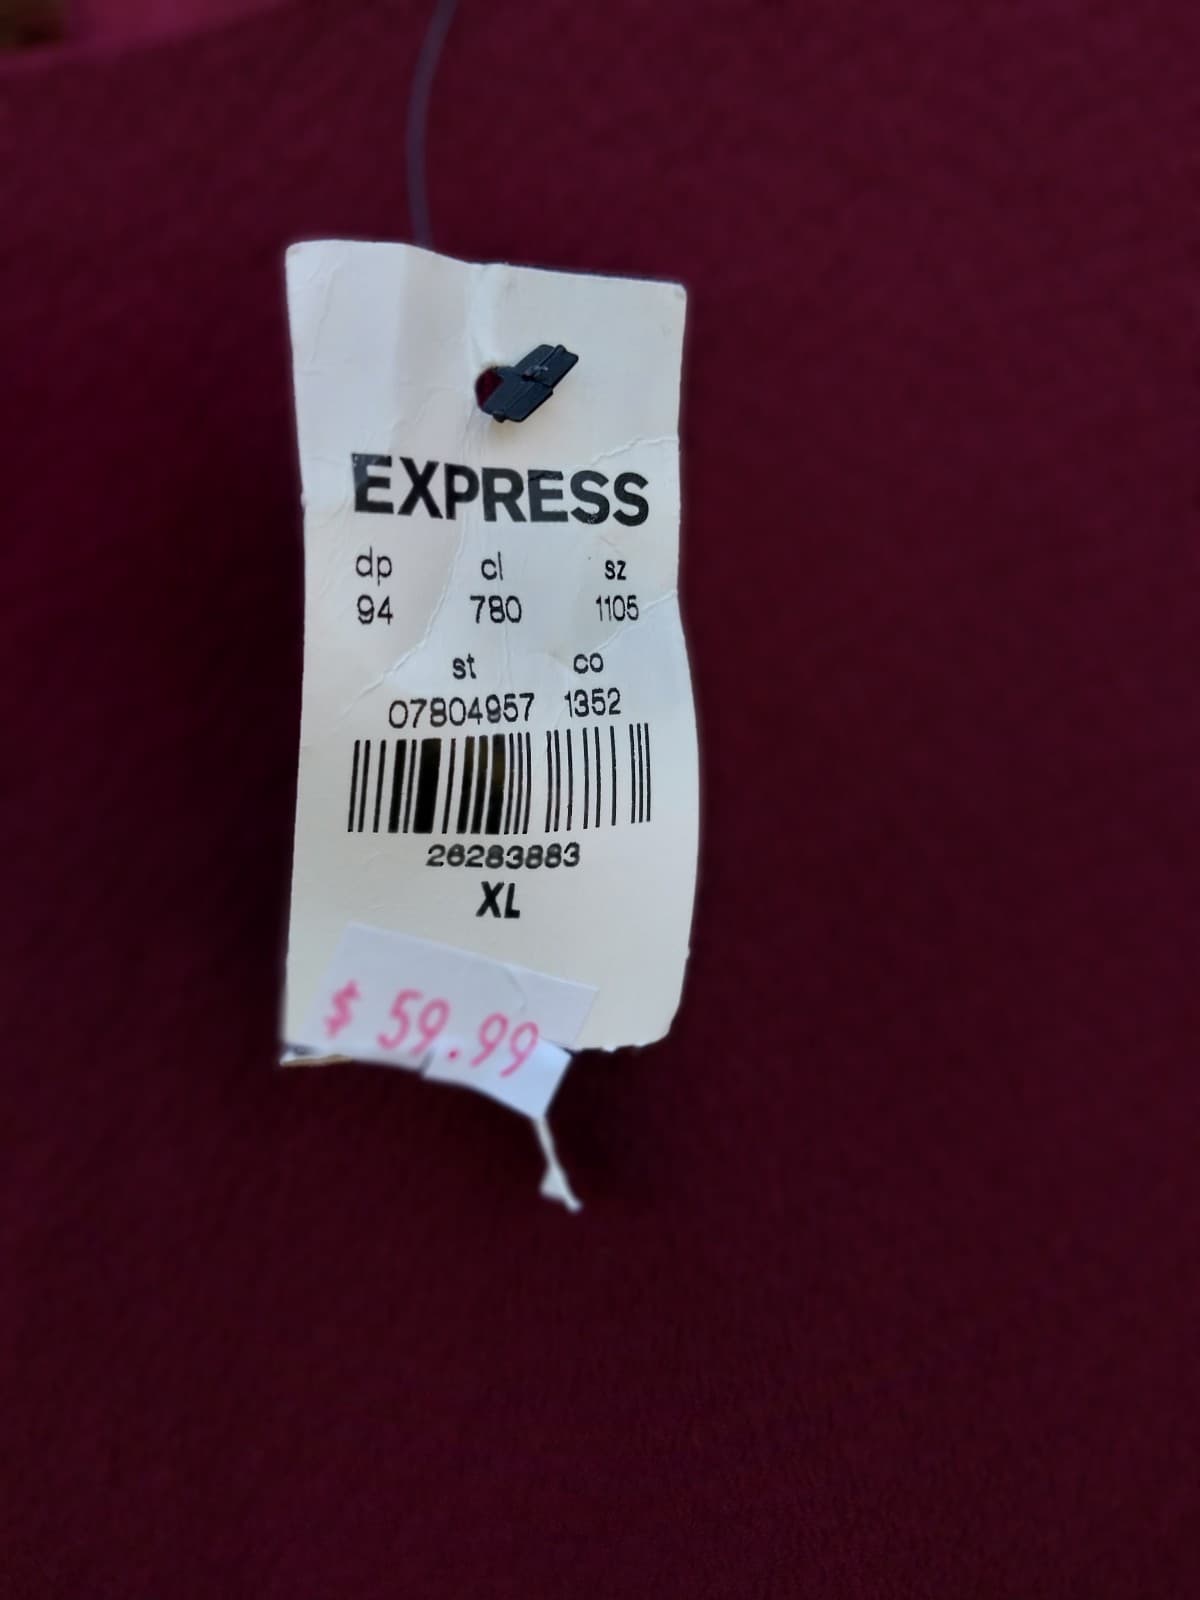 EXPRESS
dp cl sz
94 780 1105
st co
07804957 1352
26283883
XL
$ 59.99